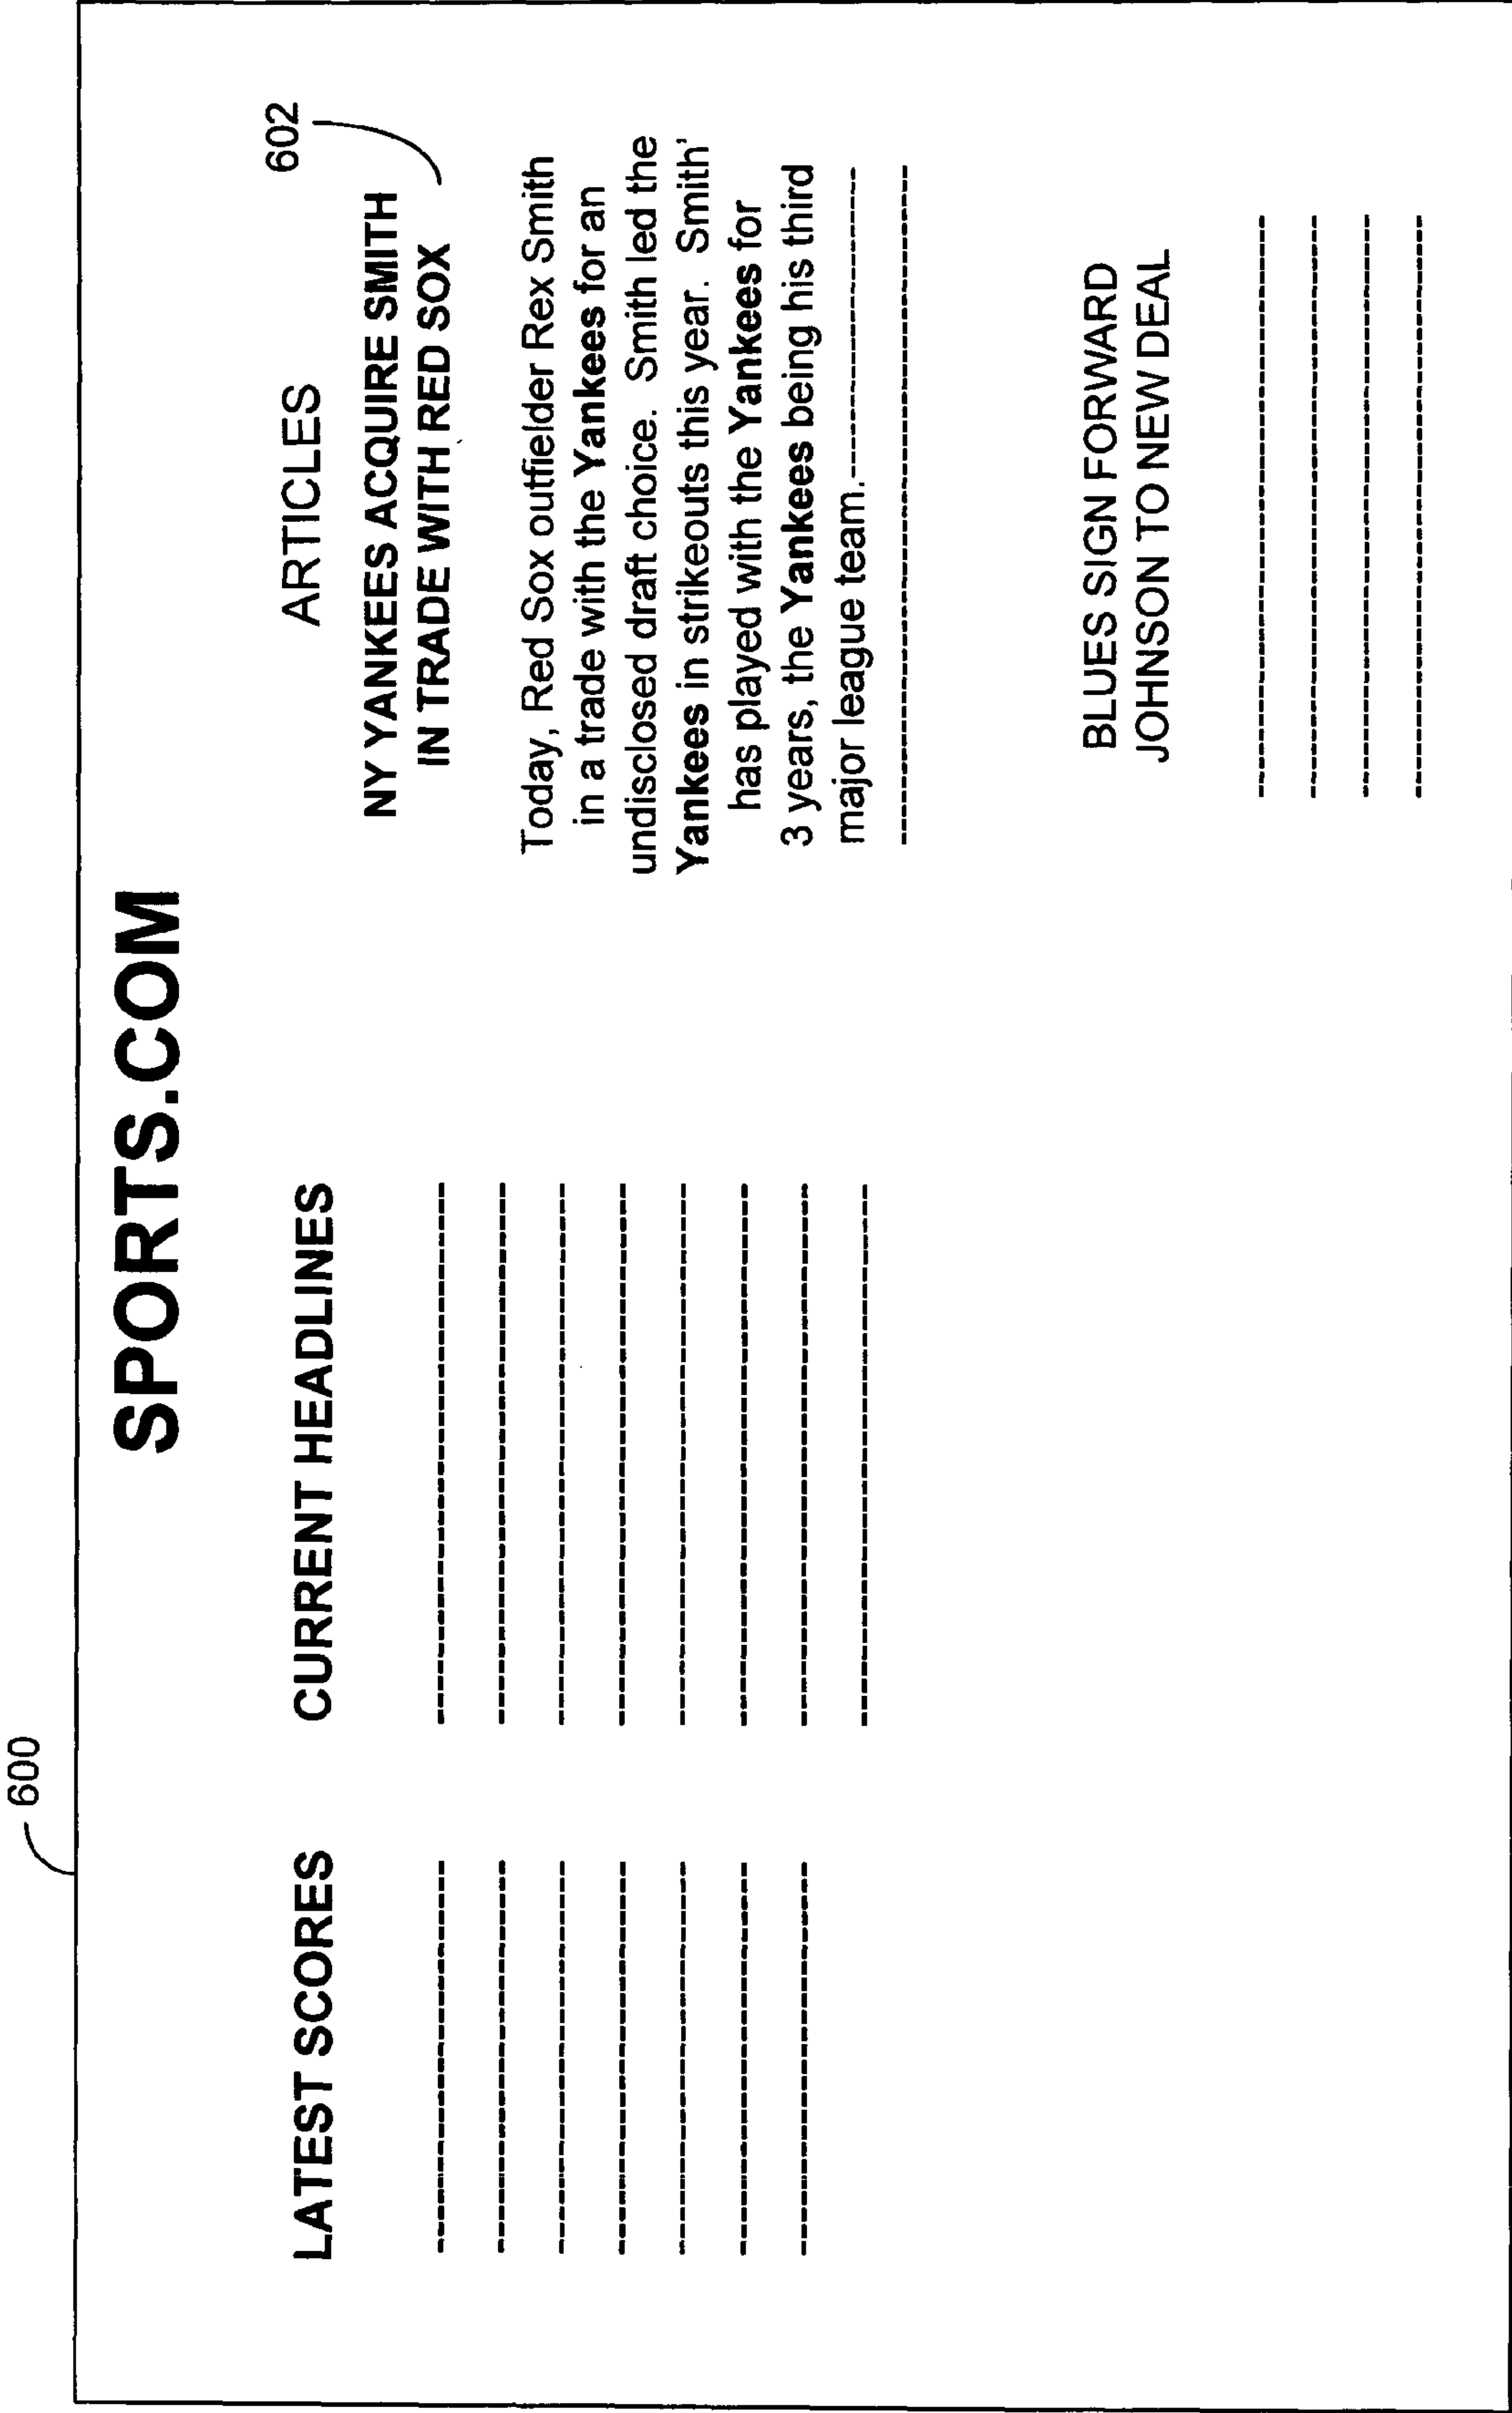 600
SPORTS.COM
LATEST SCORES
CURRENT HEADLINES
ARTICLES
602
NY YANKEES ACQUIRE SMITH
IN TRADE WITH RED SOX
Today, Red Sox outfielder Rex Smith
in a trade with the Yankees for an
undisclosed draft choice. Smith led the
Yankees in strikeouts this year. Smith'
has played with the Yankees for
3 years, the Yankees being his third
major league team.
BLUES SIGN FORWARD
JOHNSON TO NEW DEAL